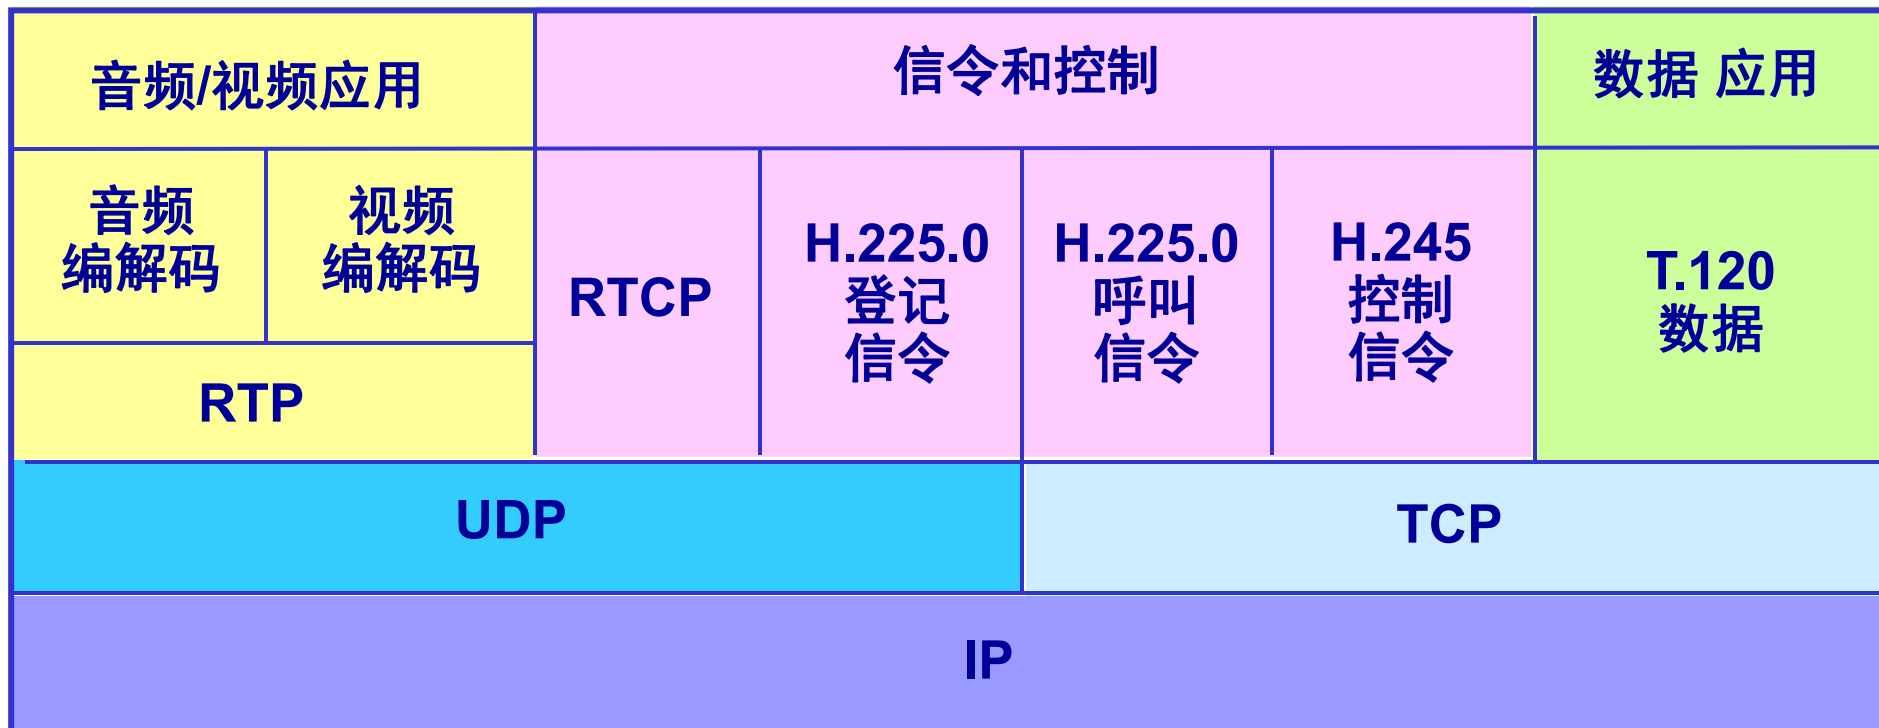 音频/视频应用
信令和控制
数据 应用
音频
编解码
视频
编解码
RTP
RTCP
H.225.0
登记
信令
H.225.0
呼叫
信令
H.245
控制
信令
T.120
数据
UDP
TCP
IP